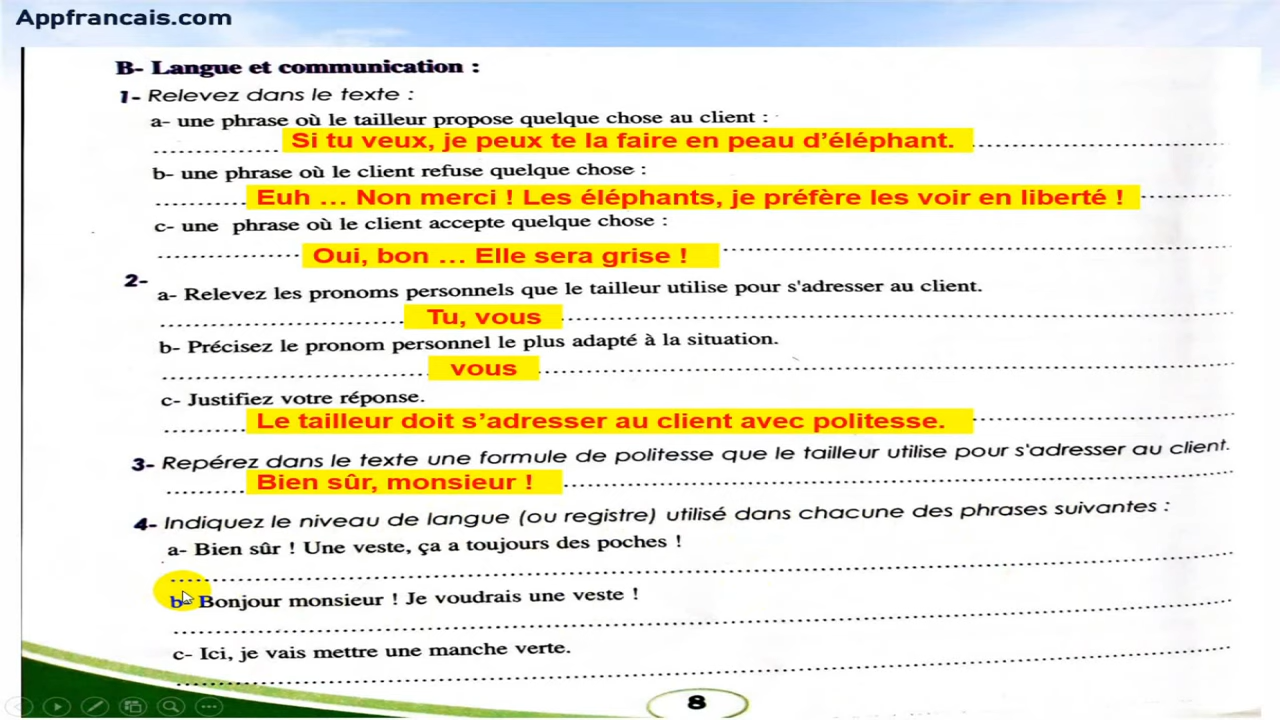 Appfrancais.com
B- Langue et communication :
1- Relevez dans le texte :
a- une phrase où le tailleur propose quelque chose au client :
Si tu veux, je peux te la faire en peau d’éléphant.
b- une phrase où le client refuse quelque chose :
Euh … Non merci ! Les éléphants, je préfère les voir en liberté !
c- une phrase où le client accepte quelque chose :
Oui, bon … Elle sera grise !
2-
a- Relevez les pronoms personnels que le tailleur utilise pour s'adresser au client.
Tu, vous
b- Précisez le pronom personnel le plus adapté à la situation.
vous
c- Justifiez votre réponse.
Le tailleur doit s’adresser au client avec politesse.
3- Repérez dans le texte une formule de politesse que le tailleur utilise pour s'adresser au client.
Bien sûr, monsieur !
4- Indiquez le niveau de langue (ou registre) utilisé dans chacune des phrases suivantes :
a- Bien sûr ! Une veste, ça a toujours des poches !
b- Bonjour monsieur ! Je voudrais une veste !
c- Ici, je vais mettre une manche verte.
8